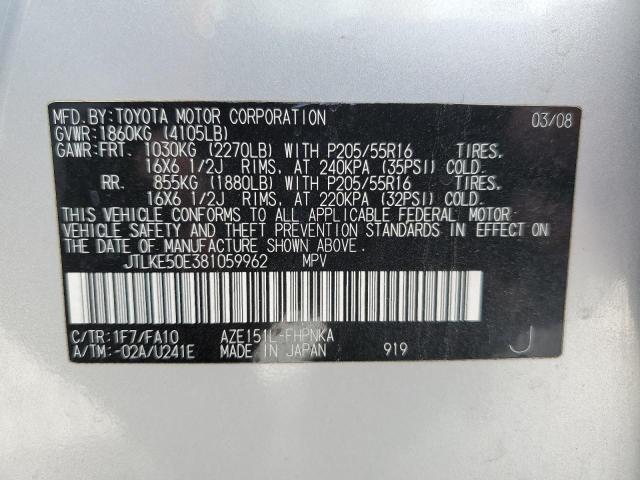 MFD. BY: TOYOTA MOTOR CORPORATION 03/08
GVWR: 1860KG (4105LB)
GAWR: FRT. 1030KG (2270LB) WITH P205/55R16 TIRES,
16X6 1/2J RIMS, AT 240KPA (35PSI) COLD.
RR. 855KG (1880LB) WITH P205/55R16 TIRES,
16X6 1/2J RIMS, AT 220KPA (32PSI) COLD.
THIS VEHICLE CONFORMS TO ALL APPLICABLE FEDERAL MOTOR
VEHICLE SAFETY AND THEFT PREVENTION STANDARDS IN EFFECT ON
THE DATE OF MANUFACTURE SHOWN ABOVE.
JTLKE50E381059962 MPV
C/TR: 1F7/FA10 AZE151L-FHPNKA
A/TM: -02A/U241E MADE IN JAPAN 919 J